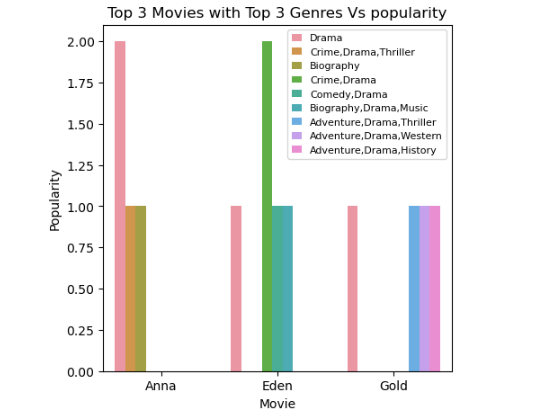 Top 3 Movies with Top 3 Genres Vs popularity
Drama
Crime,Drama,Thriller
Biography
Crime,Drama
Comedy,Drama
Biography,Drama,Music
Adventure,Drama,Thriller
Adventure,Drama,Western
Adventure,Drama,History
2.00
1.75
1.50
1.25
1.00
0.75
0.50
0.25
0.00
Popularity
Anna Eden Gold
Movie